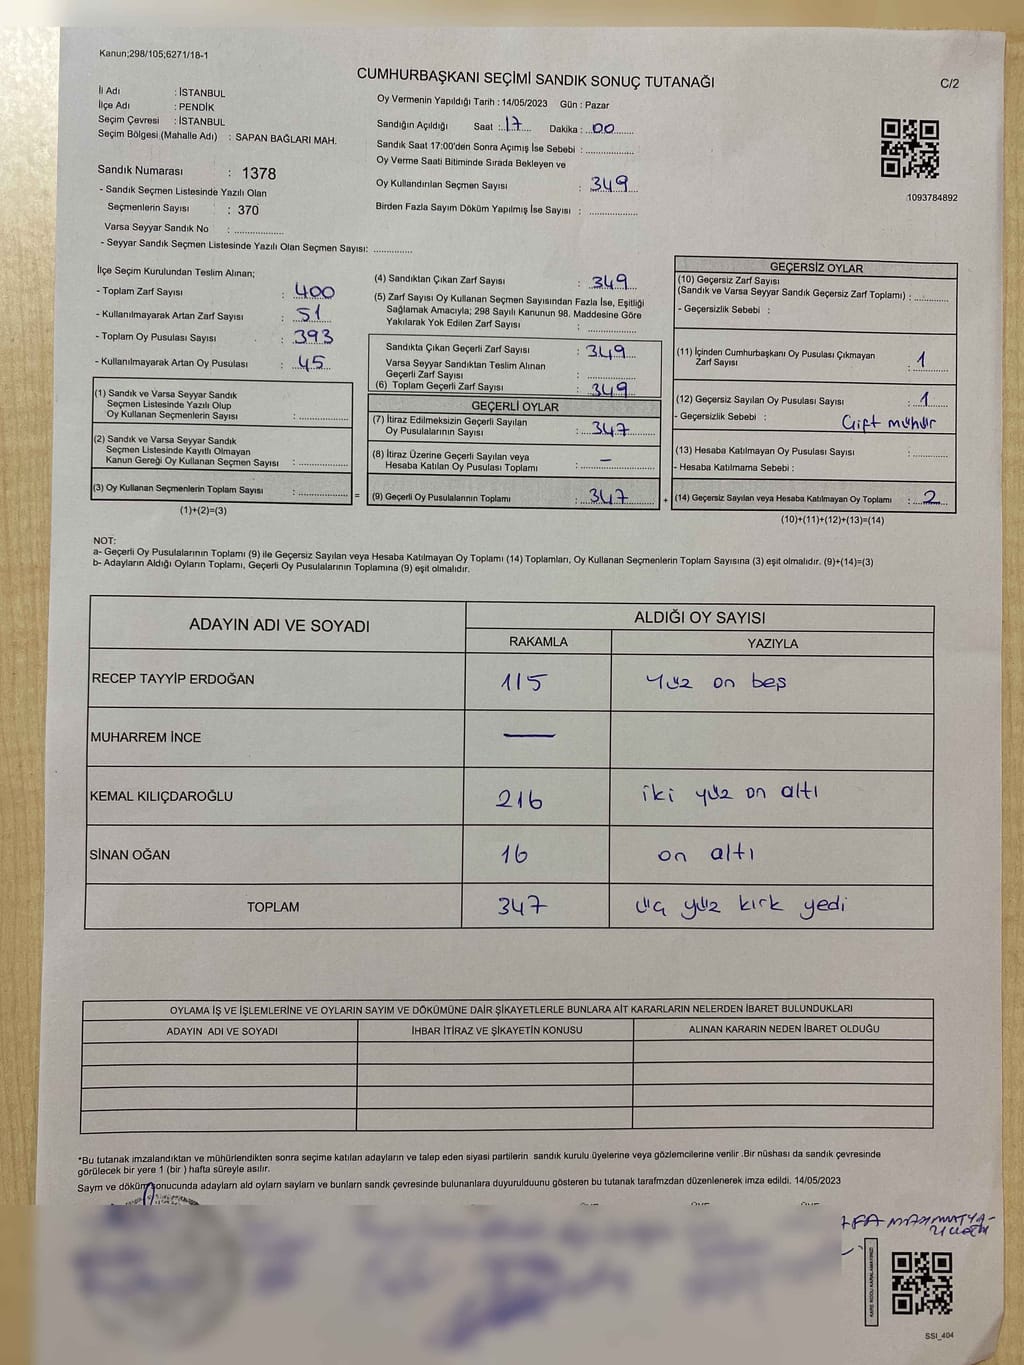 Kanun;298/105;6271/18-1
CUMHURBAŞKANI SEÇİMİ SANDIK SONUÇ TUTANAĞI
C/2
İl Adı : İSTANBUL
İlçe Adı : PENDİK
Seçim Çevresi : İSTANBUL
Seçim Bölgesi (Mahalle Adı) : SAPAN BAĞLARI MAH.
Sandık Numarası : 1378
- Sandık Seçmen Listesinde Yazılı Olan
Seçmenlerin Sayısı : 370
Varsa Seyyar Sandık No : ................
- Seyyar Sandık Seçmen Listesinde Yazılı Olan Seçmen Sayısı: ............
Oy Vermenin Yapıldığı Tarih : 14/05/2023 Gün : Pazar
Sandığın Açıldığı Saat :..17.... Dakika :..00.......
Sandık Saat 17:00'den Sonra Açımış İse Sebebi : ................
Oy Verme Saati Bitiminde Sırada Bekleyen ve
Oy Kullandırılan Seçmen Sayısı : 349
Birden Fazla Sayım Döküm Yapılmış İse Sayısı : ................
1093784892
İlçe Seçim Kurulundan Teslim Alınan;
- Toplam Zarf Sayısı : 400
- Kullanılmayarak Artan Zarf Sayısı : 51
- Toplam Oy Pusulası Sayısı : 393
- Kullanılmayarak Artan Oy Pusulası : 45
(1) Sandık ve Varsa Seyyar Sandık
Seçmen Listesinde Yazılı Olup
Oy Kullanan Seçmenlerin Sayısı : ................
(2) Sandık ve Varsa Seyyar Sandık
Seçmen Listesinde Kayıtlı Olmayan
Kanun Gereği Oy Kullanan Seçmen Sayısı : ................
(3) Oy Kullanan Seçmenlerin Toplam Sayısı : ................
(1)+(2)=(3)
=
(4) Sandıktan Çıkan Zarf Sayısı : 349
(5) Zarf Sayısı Oy Kullanan Seçmen Sayısından Fazla İse, Eşitliği
Sağlamak Amacıyla; 298 Sayılı Kanunun 98. Maddesine Göre
Yakılarak Yok Edilen Zarf Sayısı : ................
Sandıkta Çıkan Geçerli Zarf Sayısı : 349
Varsa Seyyar Sandıktan Teslim Alınan
Geçerli Zarf Sayısı : ................
(6) Toplam Geçerli Zarf Sayısı : 349
GEÇERLİ OYLAR
(7) İtiraz Edilmeksizin Geçerli Sayılan
Oy Pusulalarının Sayısı : 347
(8) İtiraz Üzerine Geçerli Sayılan veya
Hesaba Katılan Oy Pusulası Toplamı : –
(9) Geçerli Oy Pusulalarının Toplamı : 347
+
GEÇERSİZ OYLAR
(10) Geçersiz Zarf Sayısı
(Sandık ve Varsa Seyyar Sandık Geçersiz Zarf Toplamı) : ............
- Geçersizlik Sebebi :
(11) İçinden Cumhurbaşkanı Oy Pusulası Çıkmayan
Zarf Sayısı : 1
(12) Geçersiz Sayılan Oy Pusulası Sayısı : 1
- Geçersizlik Sebebi : Çift mühür
(13) Hesaba Katılmayan Oy Pusulası Sayısı : ............
- Hesaba Katılmama Sebebi :
(14) Geçersiz Sayılan veya Hesaba Katılmayan Oy Toplamı : 2
(10)+(11)+(12)+(13)=(14)
NOT:
a- Geçerli Oy Pusulalarının Toplamı (9) ile Geçersiz Sayılan veya Hesaba Katılmayan Oy Toplamı (14) Toplamları, Oy Kullanan Seçmenlerin Toplam Sayısına (3) eşit olmalıdır. (9)+(14)=(3)
b- Adayların Aldığı Oyların Toplamı, Geçerli Oy Pusulalarının Toplamına (9) eşit olmalıdır.
ADAYIN ADI VE SOYADI
ALDIĞI OY SAYISI
RAKAMLA YAZIYLA
RECEP TAYYİP ERDOĞAN 115 Yüz on beş
MUHARREM İNCE —
KEMAL KILIÇDAROĞLU 216 iki yüz on altı
SİNAN OĞAN 16 on altı
TOPLAM 347 üç yüz kırk yedi
OYLAMA İŞ VE İŞLEMLERİNE VE OYLARIN SAYIM VE DÖKÜMÜNE DAİR ŞİKAYETLERLE BUNLARA AİT KARARLARIN NELERDEN İBARET BULUNDUKLARI
ADAYIN ADI VE SOYADI İHBAR İTİRAZ VE ŞİKAYETİN KONUSU ALINAN KARARIN NEDEN İBARET OLDUĞU
*Bu tutanak imzalandıktan ve mühürlendikten sonra seçime katılan adayların ve talep eden siyasi partilerin sandık kurulu üyelerine veya gözlemcilerine verilir .Bir nüshası da sandık çevresinde
görülecek bir yere 1 (bir ) hafta süreyle asılır.
Saym ve döküm sonucunda adaylarn ald oylarn saylarn ve bunlarn sandk çevresinde bulunanlara duyurulduunu gösteren bu tutanak tarafmzdan düzenlenerek imza edildi. 14/05/2023
SSI_404